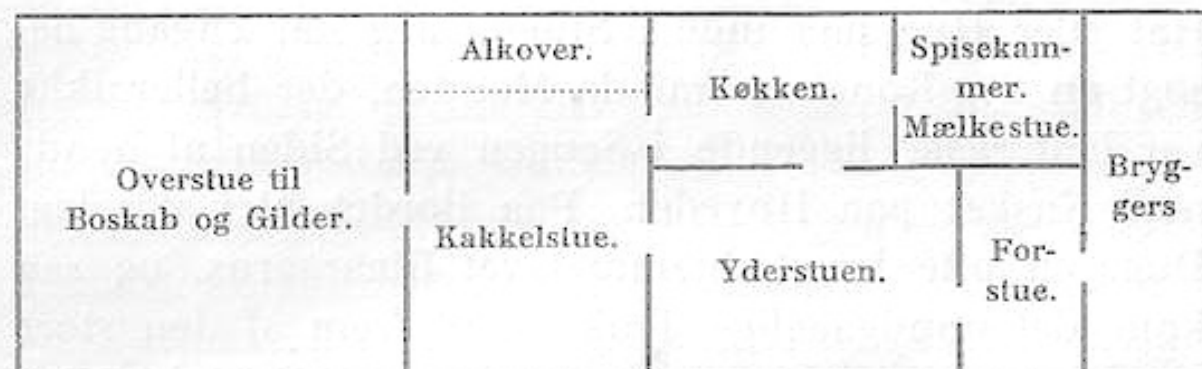 Alkover.
Køkken.
Spisekam-
mer.
Mælkestue.
Overstue til
Boskab og Gilder.
Kakkelstue.
Yderstuen.
For-
stue.
Bryg-
gers